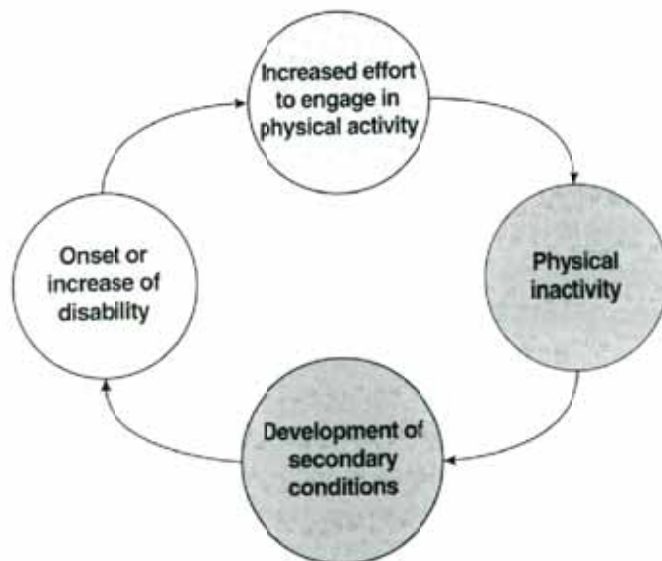 Increased effort
to engage in
physical activity
Physical
inactivity
Development of
secondary
conditions
Onset or
increase of
disability